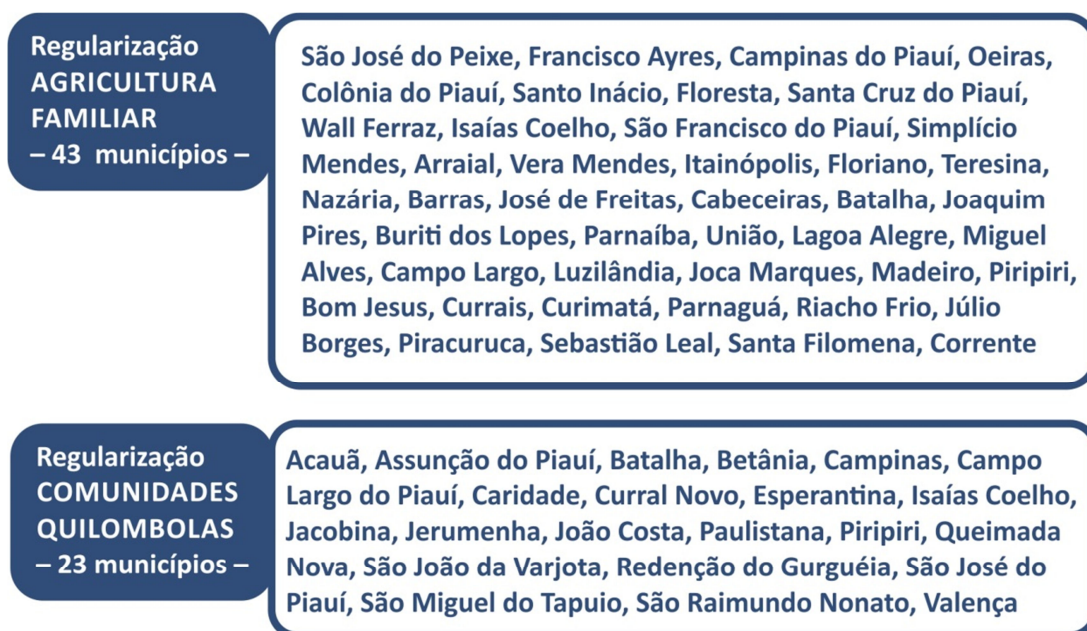 Regularização
AGRICULTURA
FAMILIAR
– 43 municípios –
São José do Peixe, Francisco Ayres, Campinas do Piauí, Oeiras,
Colônia do Piauí, Santo Inácio, Floresta, Santa Cruz do Piauí,
Wall Ferraz, Isaías Coelho, São Francisco do Piauí, Simplício
Mendes, Arraial, Vera Mendes, Itainópolis, Floriano, Teresina,
Nazária, Barras, José de Freitas, Cabeceiras, Batalha, Joaquim
Pires, Buriti dos Lopes, Parnaíba, União, Lagoa Alegre, Miguel
Alves, Campo Largo, Luzilândia, Joca Marques, Madeiro, Piripiri,
Bom Jesus, Currais, Curimatá, Parnaguá, Riacho Frio, Júlio
Borges, Piracuruca, Sebastião Leal, Santa Filomena, Corrente
Regularização
COMUNIDADES
QUILOMBOLAS
– 23 municípios –
Acauã, Assunção do Piauí, Batalha, Betânia, Campinas, Campo
Largo do Piauí, Caridade, Curral Novo, Esperantina, Isaías Coelho,
Jacobina, Jerumenha, João Costa, Paulistana, Piripiri, Queimada
Nova, São João da Varjota, Redenção do Gurguéia, São José do
Piauí, São Miguel do Tapuio, São Raimundo Nonato, Valença